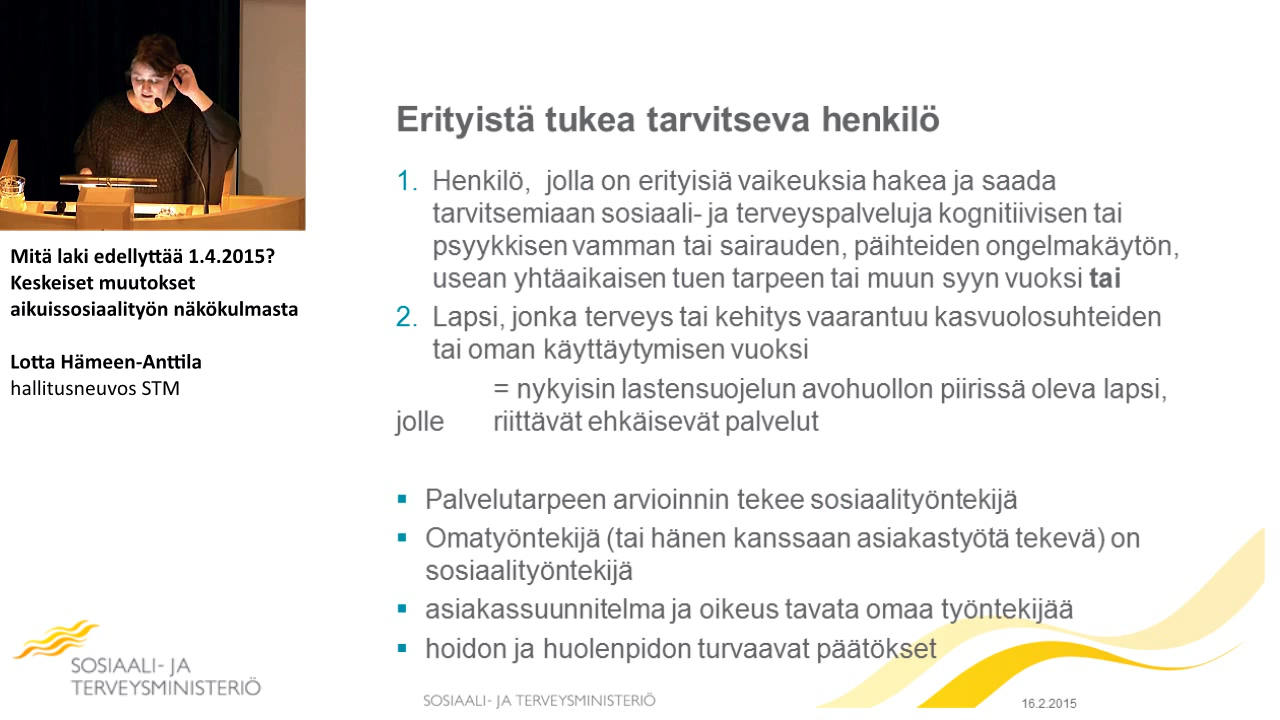 Mitä laki edellyttää 1.4.2015?
Keskeiset muutokset
aikuissosiaalityön näkökulmasta
Lotta Hämeen-Anttila
hallitusneuvos STM
SOSIAALI- JA
TERVEYSMINISTERIÖ
Erityistä tukea tarvitseva henkilö
1. Henkilö, jolla on erityisiä vaikeuksia hakea ja saada
tarvitsemiaan sosiaali- ja terveyspalveluja kognitiivisen tai
psyykkisen vamman tai sairauden, päihteiden ongelmakäytön,
usean yhtäaikaisen tuen tarpeen tai muun syyn vuoksi tai
2. Lapsi, jonka terveys tai kehitys vaarantuu kasvuolosuhteiden
tai oman käyttäytymisen vuoksi
= nykyisin lastensuojelun avohuollon piirissä oleva lapsi,
jolle riittävät ehkäisevät palvelut
▪ Palvelutarpeen arvioinnin tekee sosiaalityöntekijä
▪ Omatyöntekijä (tai hänen kanssaan asiakastyötä tekevä) on
sosiaalityöntekijä
▪ asiakassuunnitelma ja oikeus tavata omaa työntekijää
▪ hoidon ja huolenpidon turvaavat päätökset
SOSIAALI- JA TERVEYSMINISTERIÖ
16.2.2015